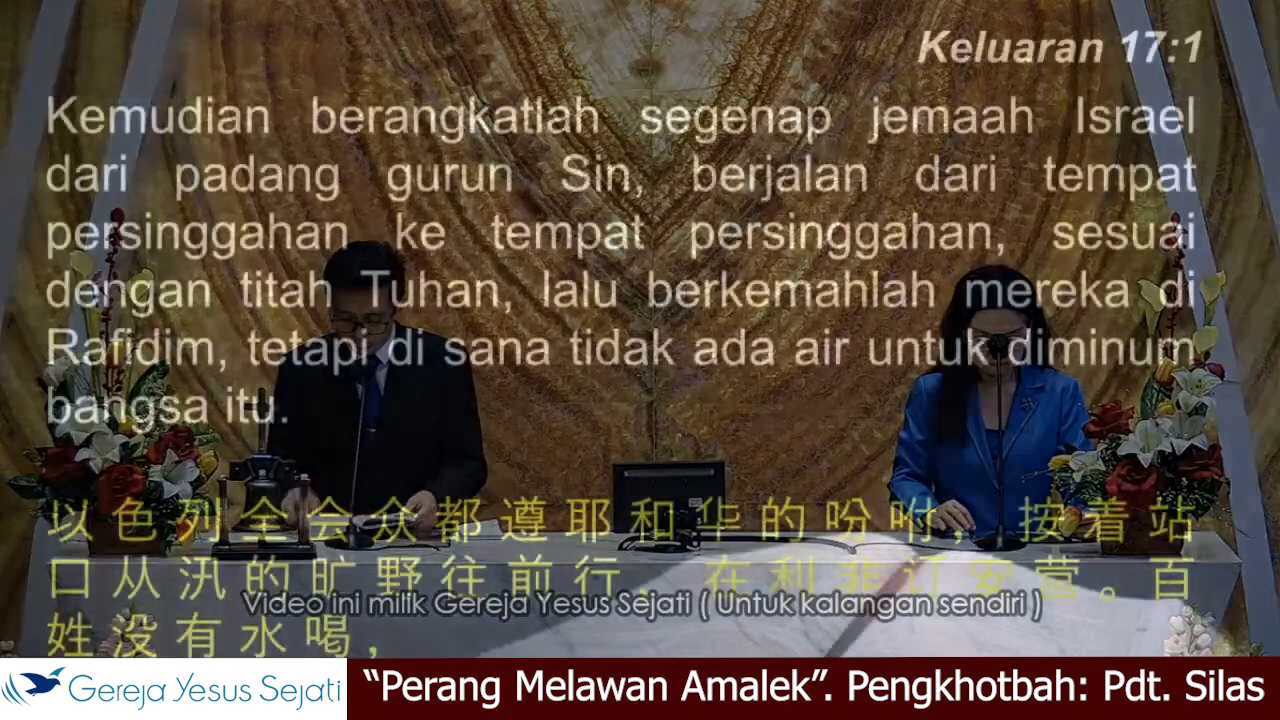 Keluaran 17:1
Kemudian berangkatlah segenap jemaah Israel
dari padang gurun Sin, berjalan dari tempat
persinggahan ke tempat persinggahan, sesuai
dengan titah Tuhan, lalu berkemahlah mereka di
Rafidim, tetapi di sana tidak ada air untuk diminum
bangsa itu.
以色列全会众都遵耶和华的吩咐，按着站
口从汛的旷野往前行，在利非订安营。百
姓没有水喝，
Video ini milik Gereja Yesus Sejati ( Untuk kalangan sendiri )
Gereja Yesus Sejati
“Perang Melawan Amalek”. Pengkhotbah: Pdt. Silas